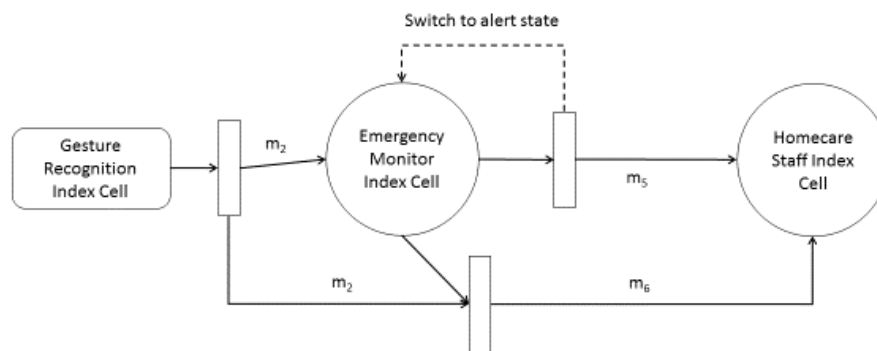 Switch to alert state
Gesture
Recognition
Index Cell
m₂
Emergency
Monitor
Index Cell
m₅
Homecare
Staff Index
Cell
m₂
m₆